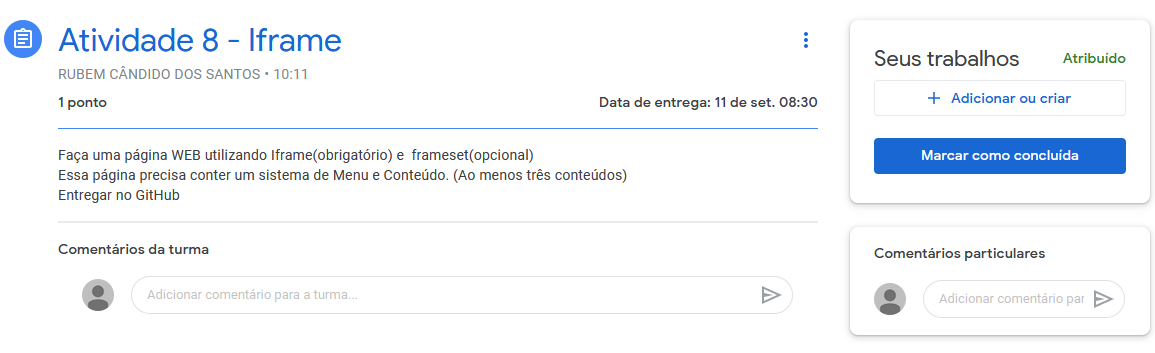 Atividade 8 - Iframe
RUBEM CÂNDIDO DOS SANTOS • 10:11
1 ponto
Data de entrega: 11 de set. 08:30
Faça uma página WEB utilizando Iframe(obrigatório) e  frameset(opcional)
Essa página precisa conter um sistema de Menu e Conteúdo. (Ao menos três conteúdos)
Entregar no GitHub
Comentários da turma
Adicionar comentário para a turma...
Seus trabalhos
Atribuído
+ Adicionar ou criar
Marcar como concluída
Comentários particulares
Adicionar comentário par